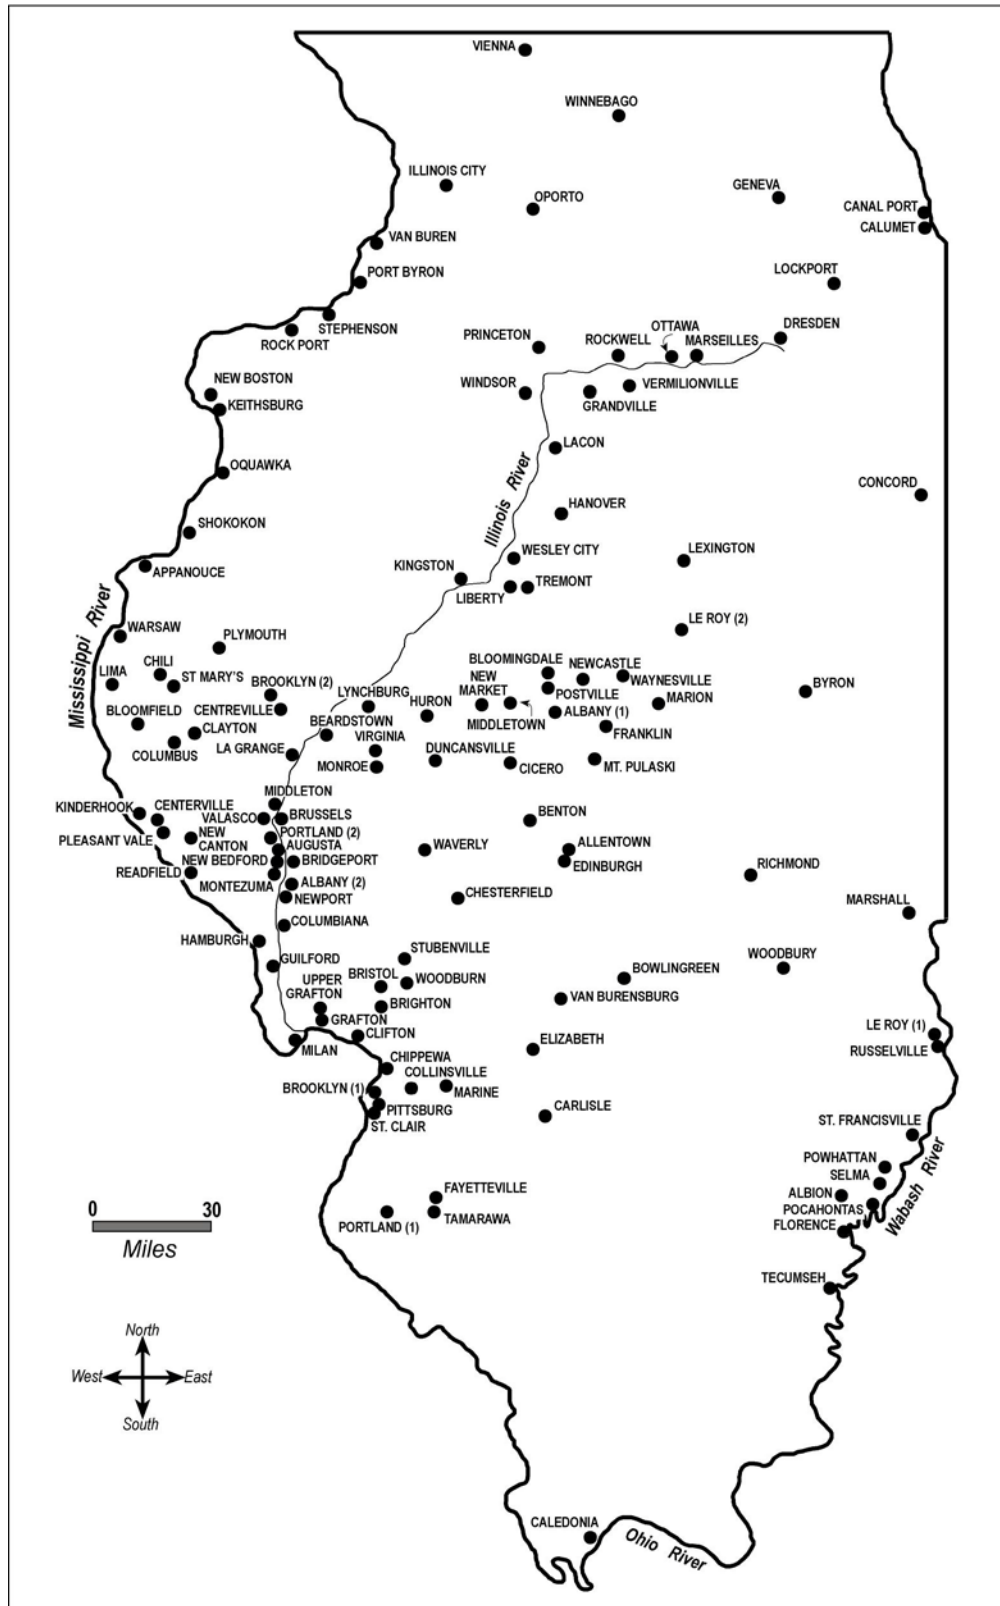 VIENNA
WINNEBAGO
ILLINOIS CITY
OPORTO
GENEVA
CANAL PORT
CALUMET
VAN BUREN
PORT BYRON
LOCKPORT
STEPHENSON
ROCK PORT
PRINCETON
ROCKWELL
OTTAWA
MARSEILLES
DRESDEN
NEW BOSTON
KEITHSBURG
WINDSOR
VERMILIONVILLE
GRANDVILLE
LACON
OQUAWKA
Illinois River
CONCORD
HANOVER
SHOKOKON
WESLEY CITY
LEXINGTON
APPANOUCE
KINGSTON
LIBERTY
TREMONT
Mississippi River
WARSAW
PLYMOUTH
LE ROY (2)
LIMA
CHILI
ST MARY'S
BROOKLYN (2)
BLOOMINGDALE
NEWCASTLE
WAYNESVILLE
BYRON
LYNCHBURG
HURON
NEW
MARKET
POSTVILLE
MARION
BLOOMFIELD
CENTREVILLE
BEARDSTOWN
MIDDLETOWN
ALBANY (1)
FRANKLIN
CLAYTON
COLUMBUS
LA GRANGE
VIRGINIA
MONROE
DUNCANSVILLE
CICERO
MT. PULASKI
KINDERHOOK
CENTERVILLE
MIDDLETON
VALASCO
BRUSSELS
BENTON
PLEASANT VALE
NEW
CANTON
PORTLAND (2)
AUGUSTA
WAVERLY
ALLENTOWN
NEW BEDFORD
BRIDGEPORT
EDINBURGH
RICHMOND
READFIELD
MONTEZUMA
ALBANY (2)
NEWPORT
CHESTERFIELD
MARSHALL
COLUMBIANA
HAMBURGH
GUILFORD
STUBENVILLE
WOODBURY
UPPER
GRAFTON
BRISTOL
WOODBURN
BOWLINGREEN
VAN BURENSBURG
BRIGHTON
GRAFTON
CLIFTON
MILAN
ELIZABETH
LE ROY (1)
RUSSELVILLE
CHIPPEWA
COLLINSVILLE
BROOKLYN (1)
MARINE
PITTSBURG
ST. CLAIR
CARLISLE
ST. FRANCISVILLE
POWHATTAN
SELMA
ALBION
POCAHONTAS
FLORENCE
Wabash River
FAYETTEVILLE
PORTLAND (1)
TAMARAWA
0 30
Miles
TECUMSEH
North
West East
South
CALEDONIA
Ohio River